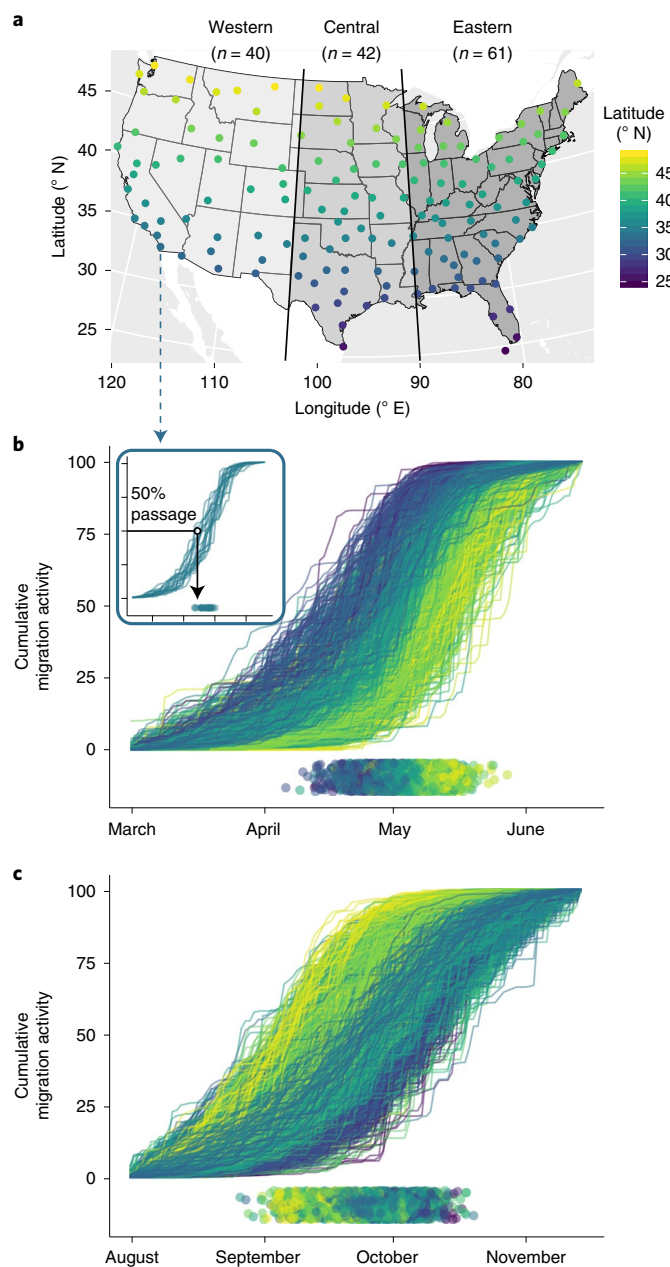 a
Western Central Eastern
(n = 40) (n = 42) (n = 61)
Latitude
(° N)
45
40
35
30
25
Latitude (° N)
45
40
35
30
25
120 110 100 90 80
Longitude (° E)
b
100
75
50
25
0
Cumulative
migration activity
50%
passage
March April May June
c
100
75
50
25
0
Cumulative
migration activity
August September October November